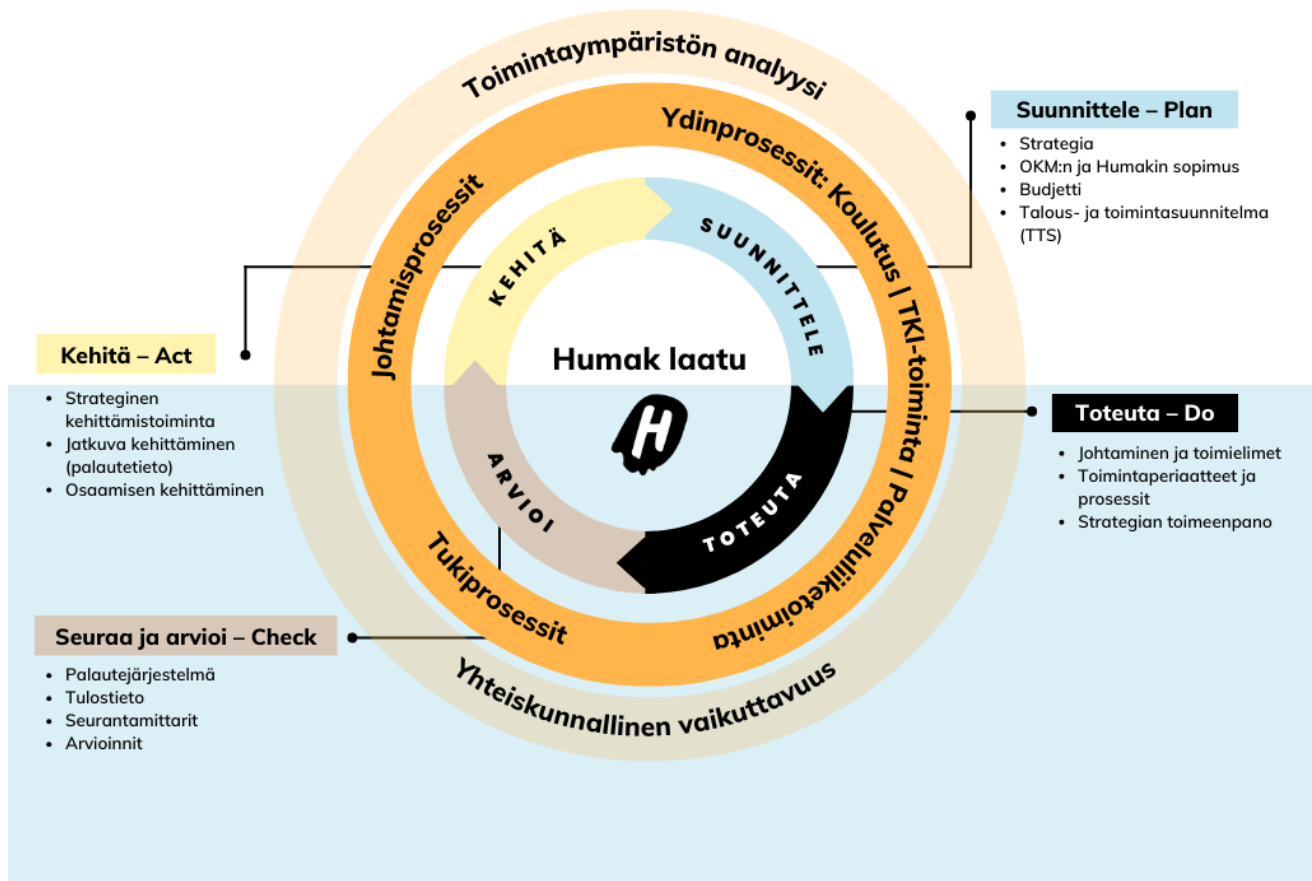 Toimintaympäristön analyysi
Ydinprosessit: Koulutus | TKI-toiminta | Palveluliiketoiminta
Johtamisprosessit
Tukiprosessit
Yhteiskunnallinen vaikuttavuus
KEHITÄ
SUUNNITTELE
TOTEUTA
ARVIOI
Humak laatu
H
Suunnittele – Plan
• Strategia
• OKM:n ja Humakin sopimus
• Budjetti
• Talous- ja toimintasuunnitelma
(TTS)
Toteuta – Do
• Johtaminen ja toimielimet
• Toimintaperiaatteet ja
prosessit
• Strategian toimeenpano
Kehitä – Act
• Strateginen
kehittämistoiminta
• Jatkuva kehittäminen
(palautetieto)
• Osaamisen kehittäminen
Seuraa ja arvioi – Check
• Palautejärjestelmä
• Tulostieto
• Seurantamittarit
• Arvioinnit